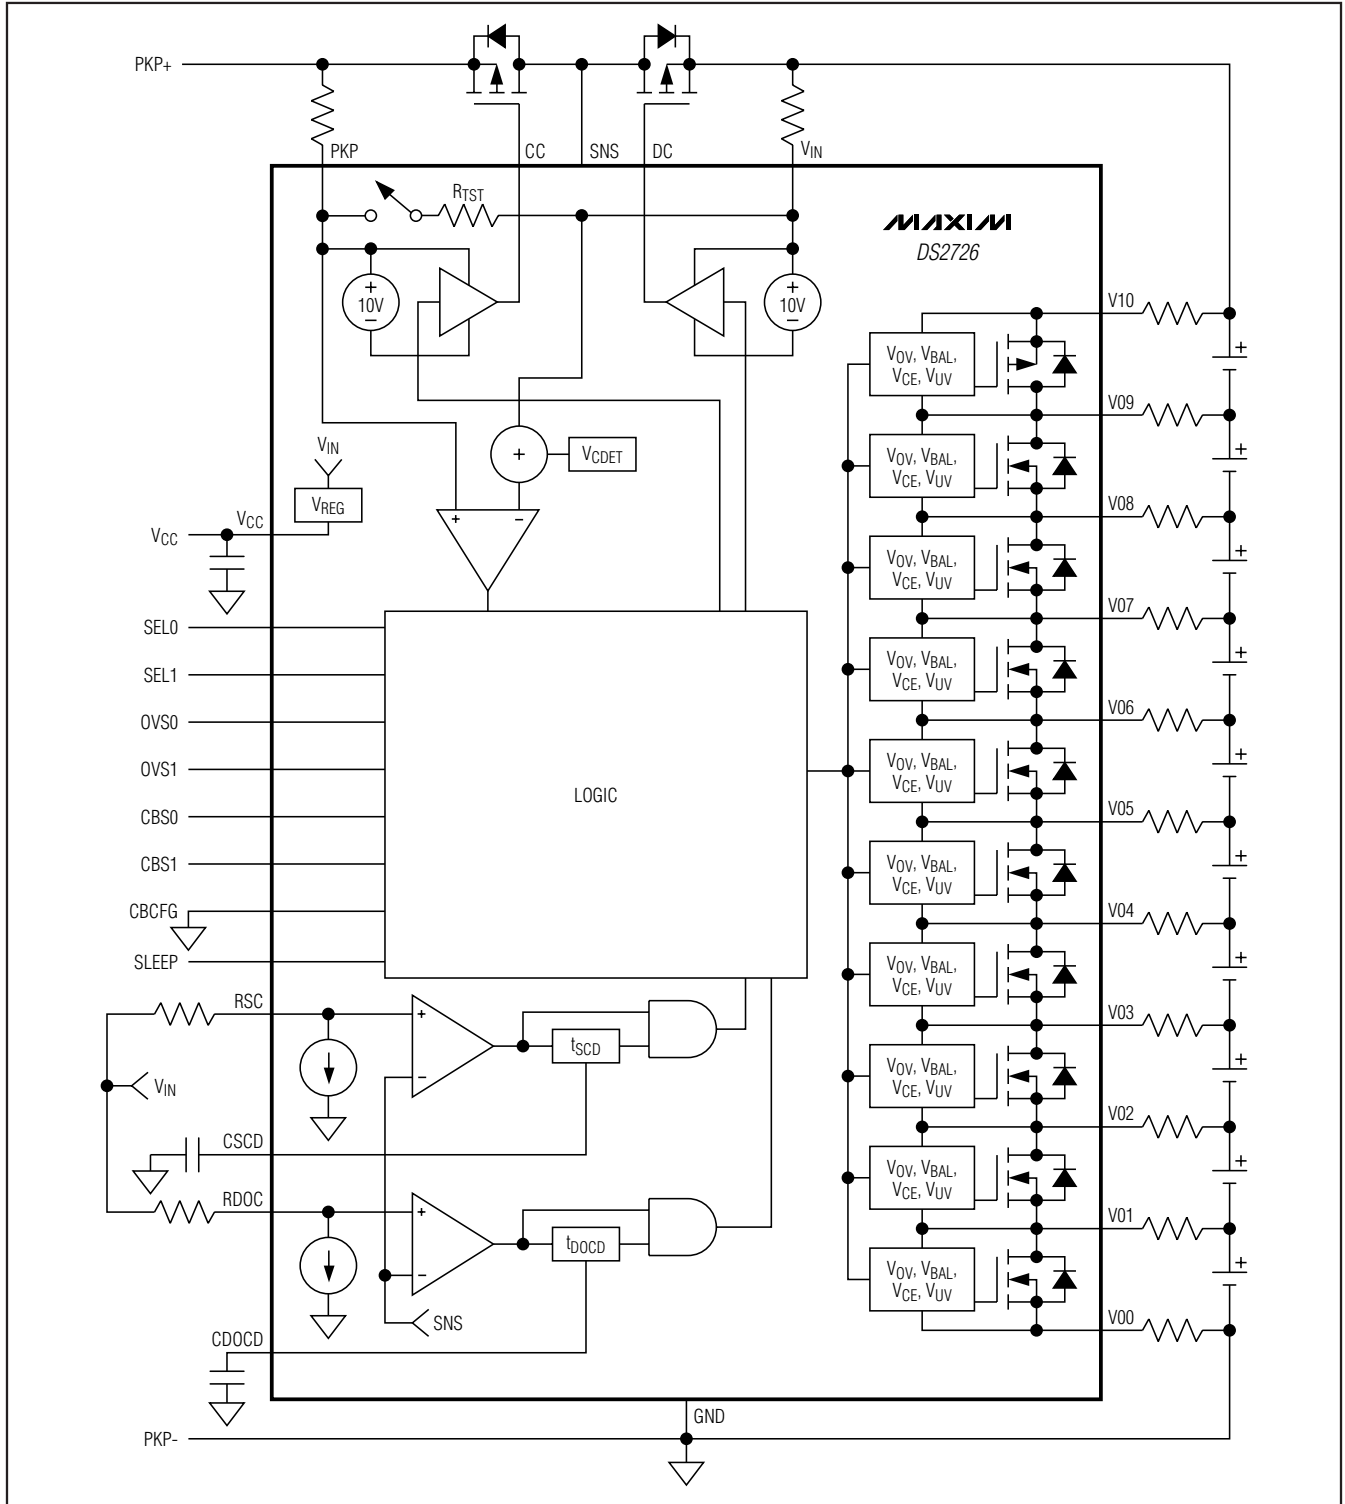 PKP+
PKP
CC
SNS
DC
VIN
RTST
MAXIM
DS2726
+
10V
−
+
10V
−
V10
VOV, VBAL,
VCE, VUV
+
V09
VOV, VBAL,
VCE, VUV
+
VIN
+
VCDET
VREG
+
−
V08
VCC
VCC
VOV, VBAL,
VCE, VUV
+
V07
SEL0
VOV, VBAL,
VCE, VUV
+
SEL1
V06
OVS0
VOV, VBAL,
VCE, VUV
+
OVS1
LOGIC
V05
CBS0
VOV, VBAL,
VCE, VUV
+
CBS1
V04
CBCFG
VOV, VBAL,
VCE, VUV
+
SLEEP
V03
RSC
+
−
tSCD
VOV, VBAL,
VCE, VUV
+
VIN
V02
CSCD
VOV, VBAL,
VCE, VUV
+
RDOC
+
−
tDOCD
V01
VOV, VBAL,
VCE, VUV
+
SNS
V00
CDOCD
GND
PKP-